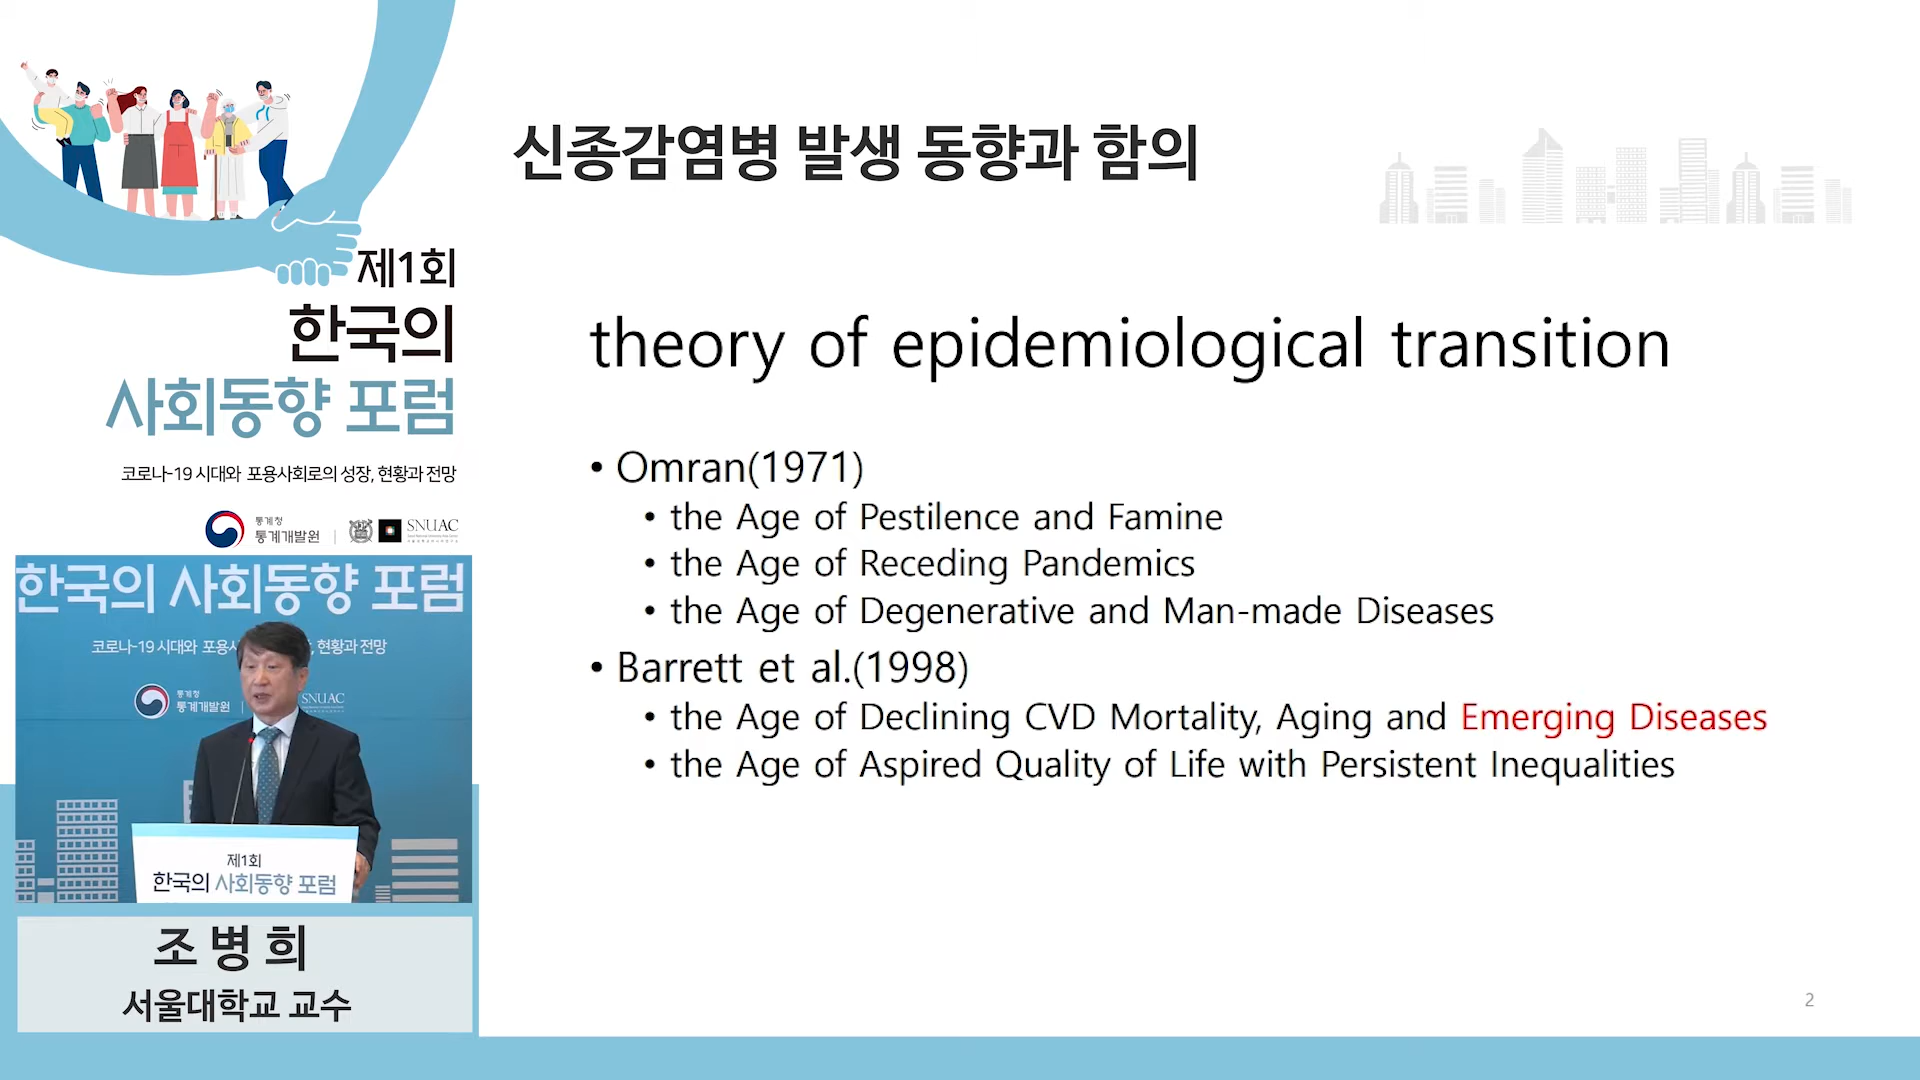 제1회
한국의
사회동향 포럼
코로나-19 시대와 포용사회로의 성장, 현황과 전망
통계청
통계개발원
SNUAC
한국의 사회동향 포럼
코로나-19 시대와 포용사
, 현황과 전망
통계청
통계개발원
SNUAC
제1회
한국의 사회동향 포럼
조병희
서울대학교 교수
신종감염병 발생 동향과 함의
theory of epidemiological transition
• Omran(1971)
• the Age of Pestilence and Famine
• the Age of Receding Pandemics
• the Age of Degenerative and Man-made Diseases
• Barrett et al.(1998)
• the Age of Declining CVD Mortality, Aging and Emerging Diseases
• the Age of Aspired Quality of Life with Persistent Inequalities
2